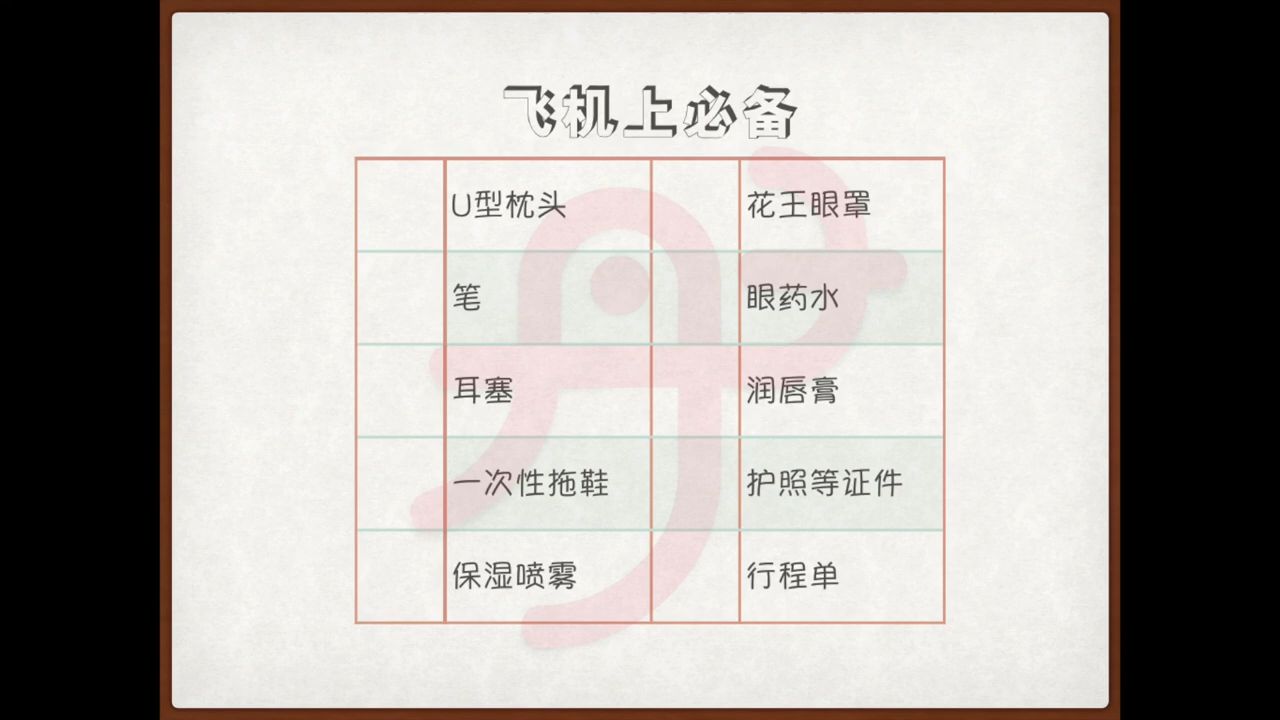 飞机上必备
U型枕头 花王眼罩
笔 眼药水
耳塞 润唇膏
一次性拖鞋 护照等证件
保湿喷雾 行程单